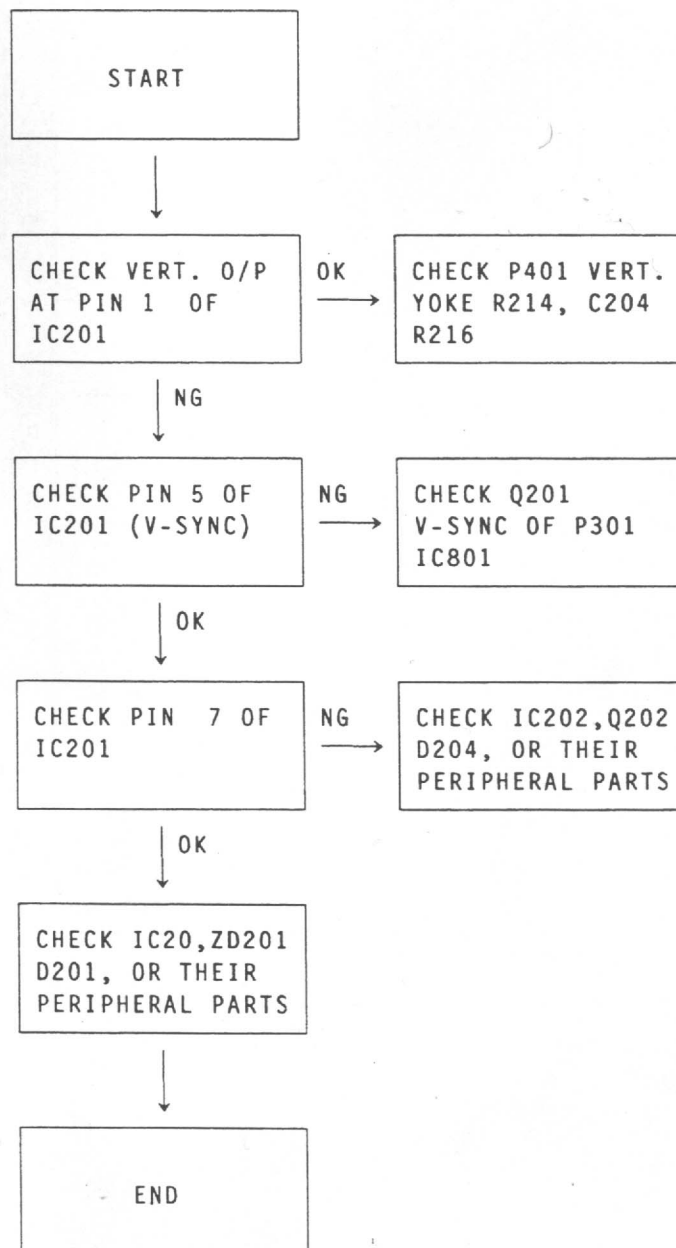 START
CHECK VERT. O/P
AT PIN 1 OF
IC201
OK
CHECK P401 VERT.
YOKE R214, C204
R216
NG
CHECK PIN 5 OF
IC201 (V-SYNC)
NG
CHECK Q201
V-SYNC OF P301
IC801
OK
CHECK PIN 7 OF
IC201
NG
CHECK IC202,Q202
D204, OR THEIR
PERIPHERAL PARTS
OK
CHECK IC20,ZD201
D201, OR THEIR
PERIPHERAL PARTS
END